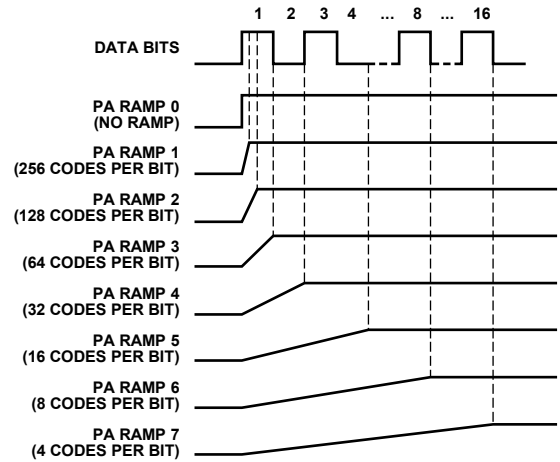 1 2 3 4 ... 8 ... 16
DATA BITS
PA RAMP 0
(NO RAMP)
PA RAMP 1
(256 CODES PER BIT)
PA RAMP 2
(128 CODES PER BIT)
PA RAMP 3
(64 CODES PER BIT)
PA RAMP 4
(32 CODES PER BIT)
PA RAMP 5
(16 CODES PER BIT)
PA RAMP 6
(8 CODES PER BIT)
PA RAMP 7
(4 CODES PER BIT)